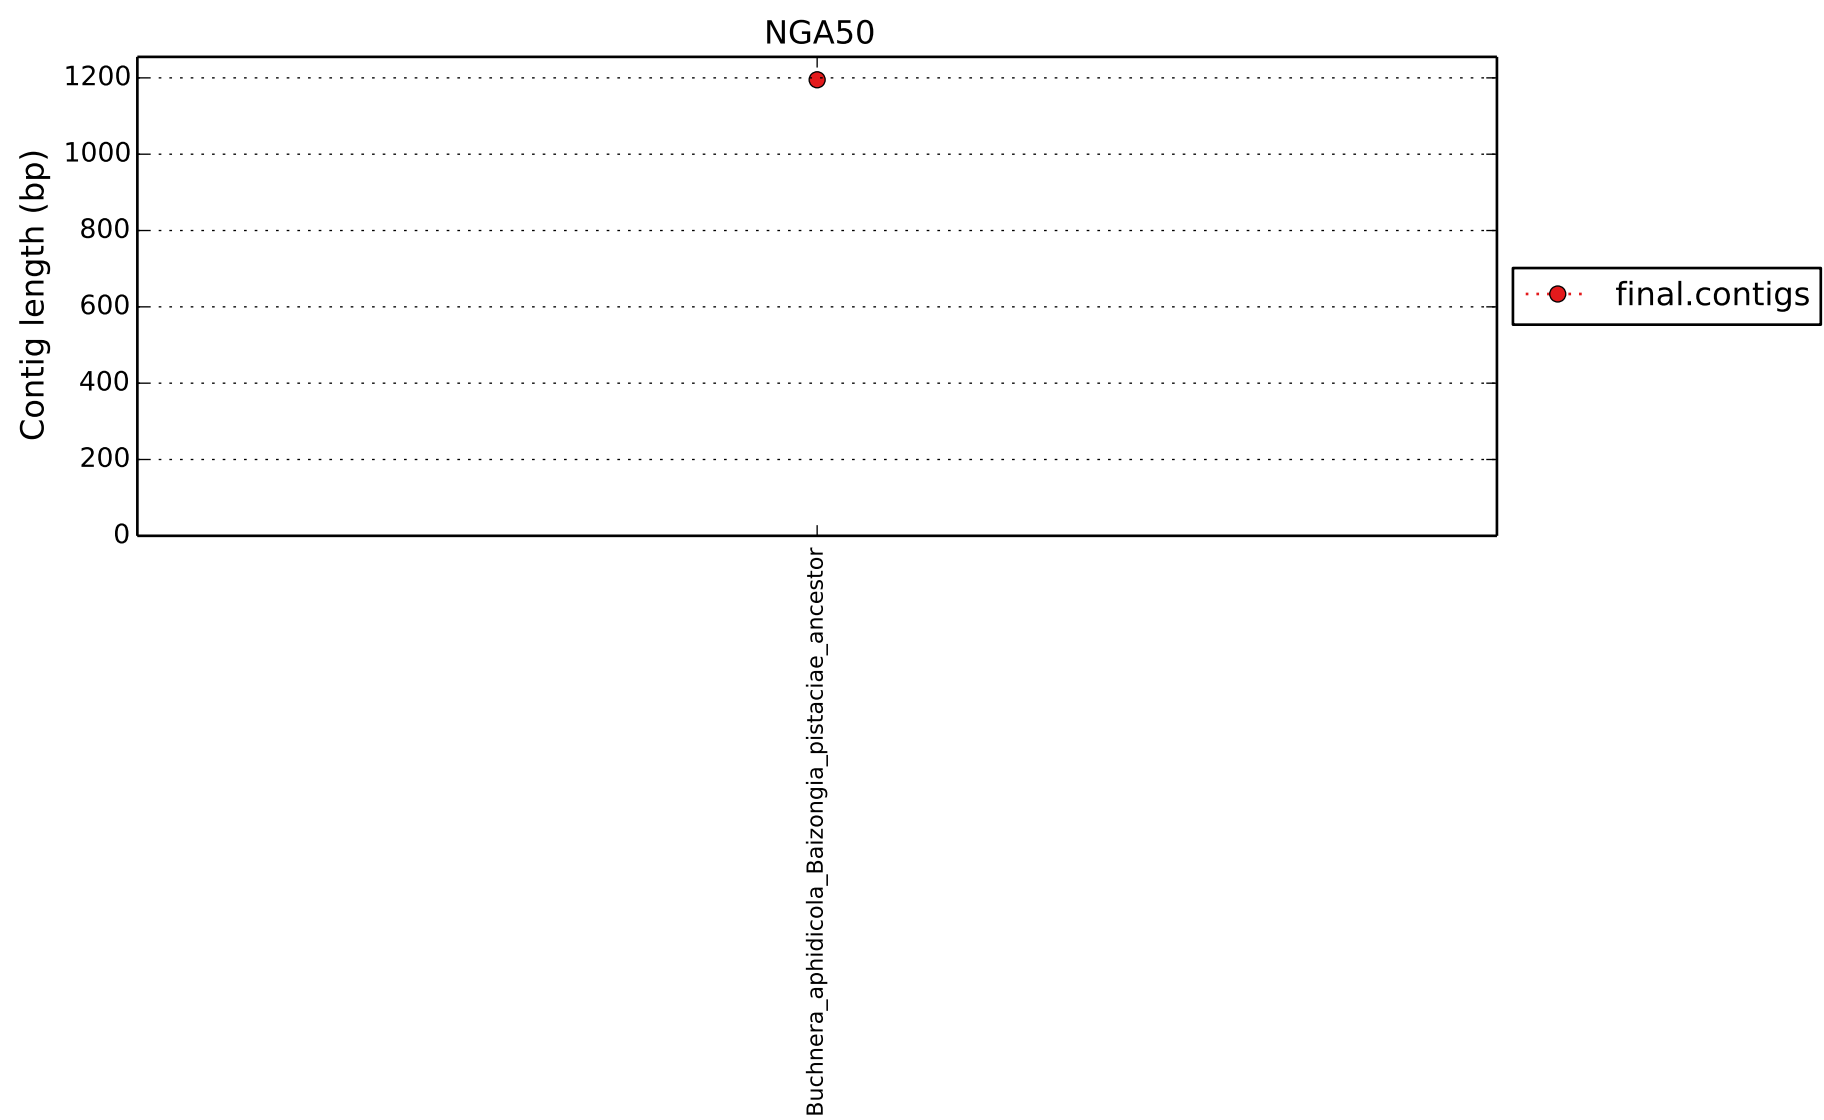 NGA50
1200
1000
800
600
400
200
0
Contig length (bp)
final.contigs
Buchnera_aphidicola_Baizongia_pistaciae_ancestor